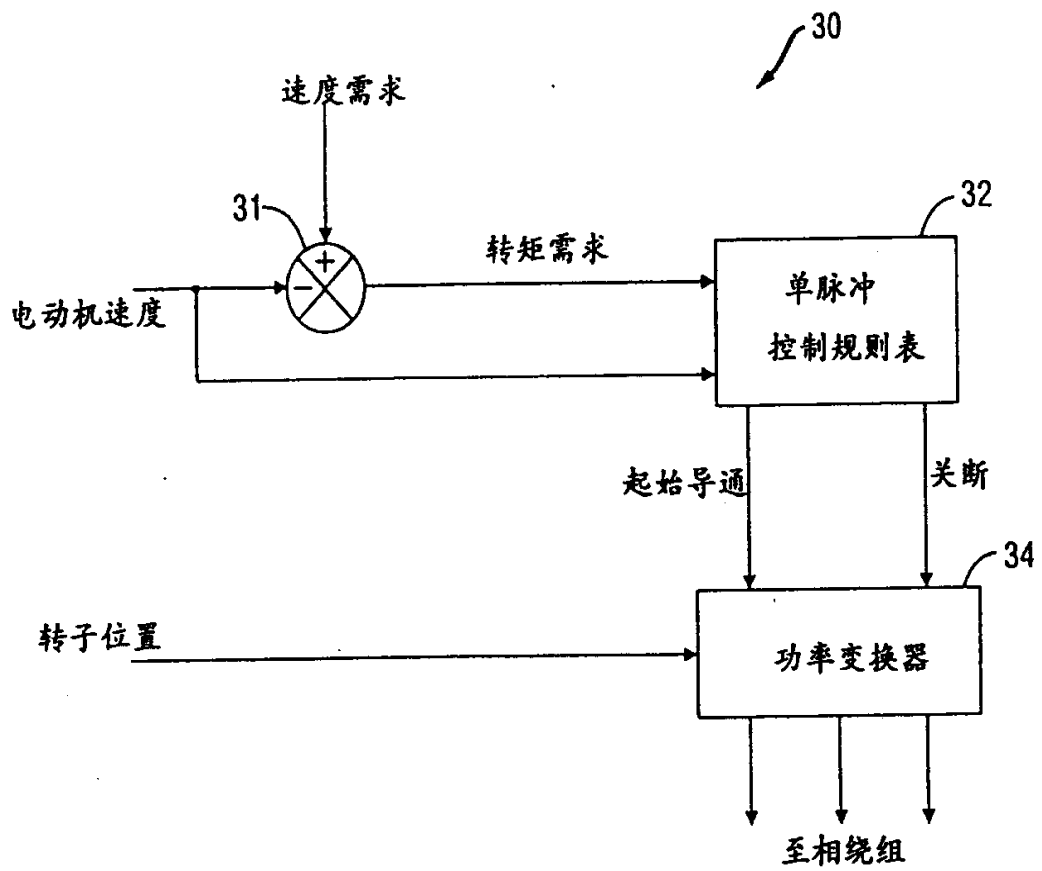 30
速度需求
31
+
−
转矩需求
32
电动机速度
单脉冲
控制规则表
起始导通
关断
34
转子位置
功率变换器
至相绕组